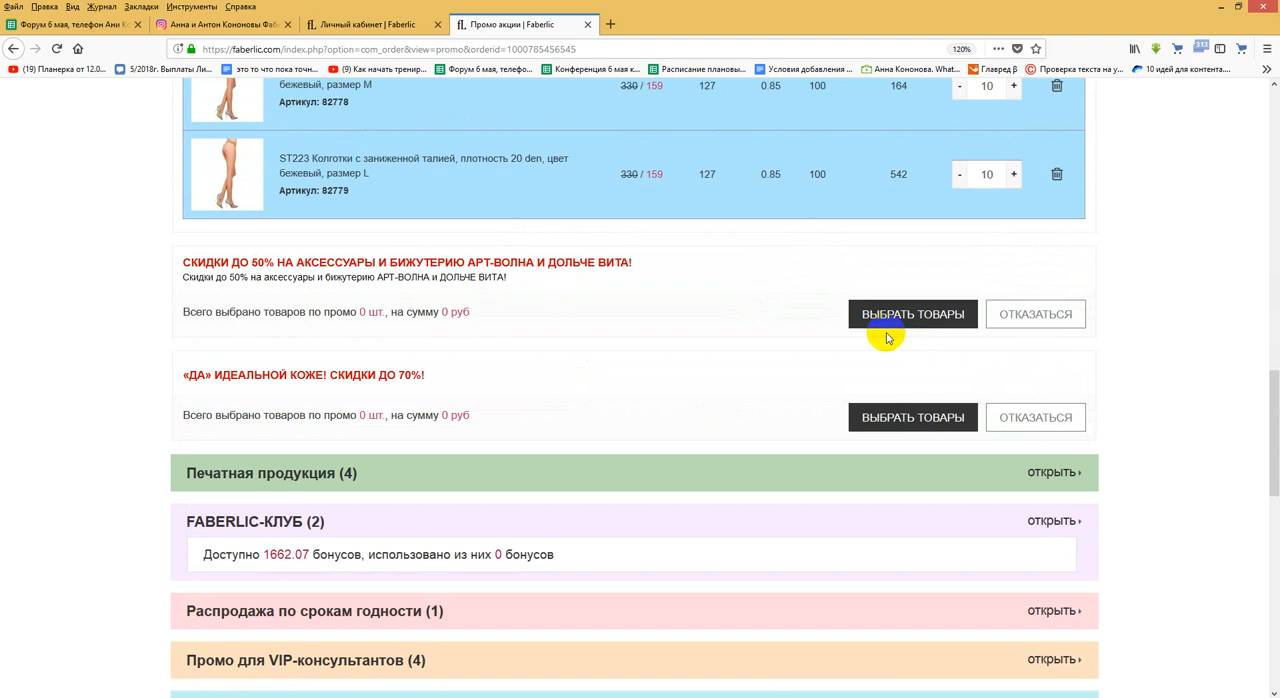 Файл Правка Вид Журнал Закладки Инструменты Справка
Форум 6 мая, телефон Ани К
Анна и Антон Кононовы Фаб
Личный кабинет | Faberlic
Промо акции | Faberlic
https://faberlic.com/index.php?option=com_order&view=promo&orderid=1000785456545
120%
313
(19) Планерка от 12.0...
5/2018г. Выплаты Ли...
это то что пока точн...
(9) Как начать тренир...
Форум 6 мая, телефо...
Конференция 6 мая к...
Расписание плановы...
Условия добавления ...
Анна Кононова. What...
Главред β
Проверка текста на у...
10 идей для контента....
бежевый, размер M
Артикул: 82778
330 / 159 127 0.85 100 164 - 10 +
ST223 Колготки с заниженной талией, плотность 20 den, цвет
бежевый, размер L
Артикул: 82779
330 / 159 127 0.85 100 542 - 10 +
СКИДКИ ДО 50% НА АКСЕССУАРЫ И БИЖУТЕРИЮ АРТ-ВОЛНА И ДОЛЬЧЕ ВИТА!
Скидки до 50% на аксессуары и бижутерию АРТ-ВОЛНА и ДОЛЬЧЕ ВИТА!
Всего выбрано товаров по промо 0 шт., на сумму 0 руб
ВЫБРАТЬ ТОВАРЫ
ОТКАЗАТЬСЯ
«ДА» ИДЕАЛЬНОЙ КОЖЕ! СКИДКИ ДО 70%!
Всего выбрано товаров по промо 0 шт., на сумму 0 руб
ВЫБРАТЬ ТОВАРЫ
ОТКАЗАТЬСЯ
Печатная продукция (4)
открыть
FABERLIC-КЛУБ (2)
открыть
Доступно 1662.07 бонусов, использовано из них 0 бонусов
Распродажа по срокам годности (1)
открыть
Промо для VIP-консультантов (4)
открыть